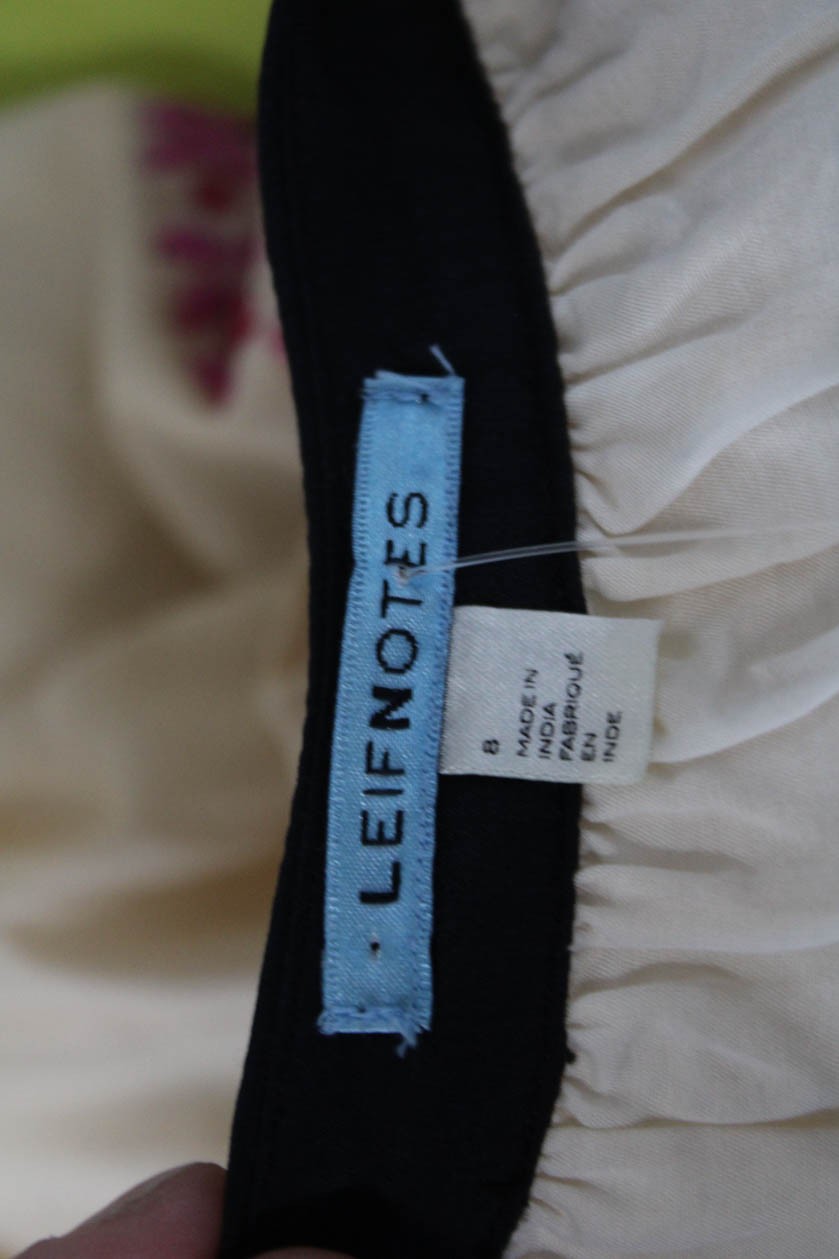 LEIFNOTES
8
MADE IN
INDIA
FABRIQUÉ
EN
INDE